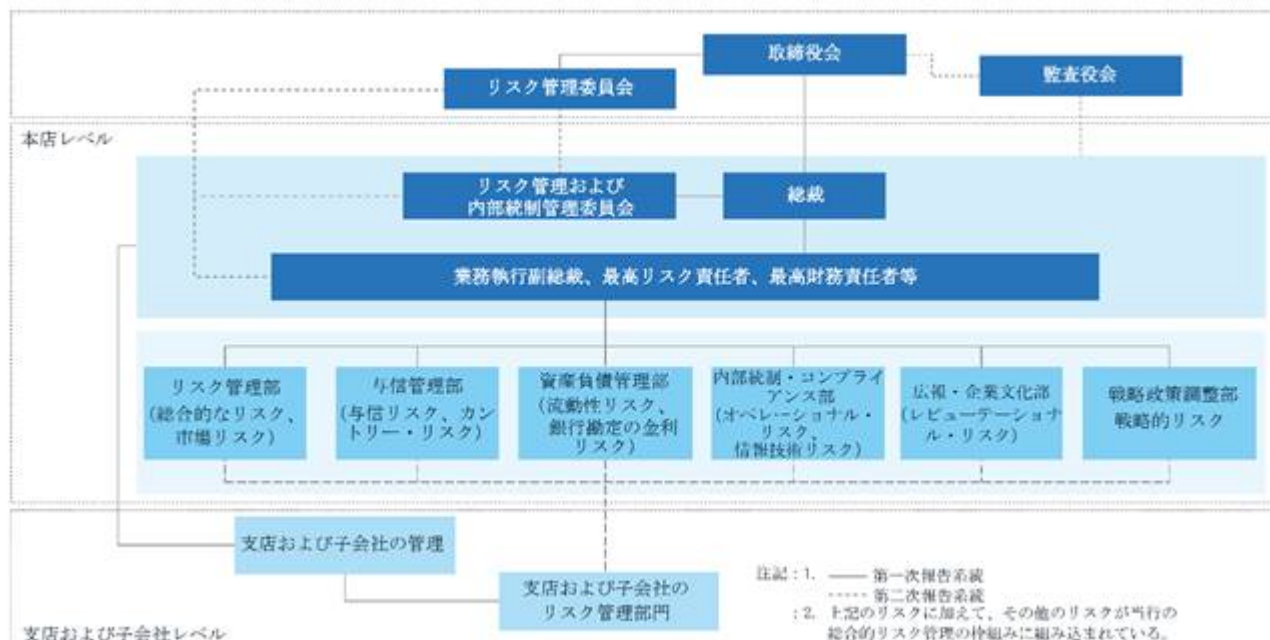 取締役会
リスク管理委員会
監査役会
本店レベル
リスク管理および
内部統制管理委員会
総裁
業務執行副総裁、最高リスク責任者、最高財務責任者等
リスク管理部
(総合的なリスク、
市場リスク)
与信管理部
(与信リスク、カン
トリー・リスク)
資産負債管理部
(流動性リスク、
銀行勘定の金利
リスク)
内部統制・コンプライ
アンス部
(オペレーショナル・
リスク、
情報技術リスク)
広報・企業文化部
(レピューテーショナ
ル・リスク)
戦略政策調整部
戦略的リスク
支店および子会社の管理
支店および子会社の
リスク管理部門
注記:1. 第一次報告系統
第二次報告系統
:2. 上記のリスクに加えて、その他のリスクが当行の
総合的リスク管理の枠組みに組み込まれている。
支店および子会社レベル